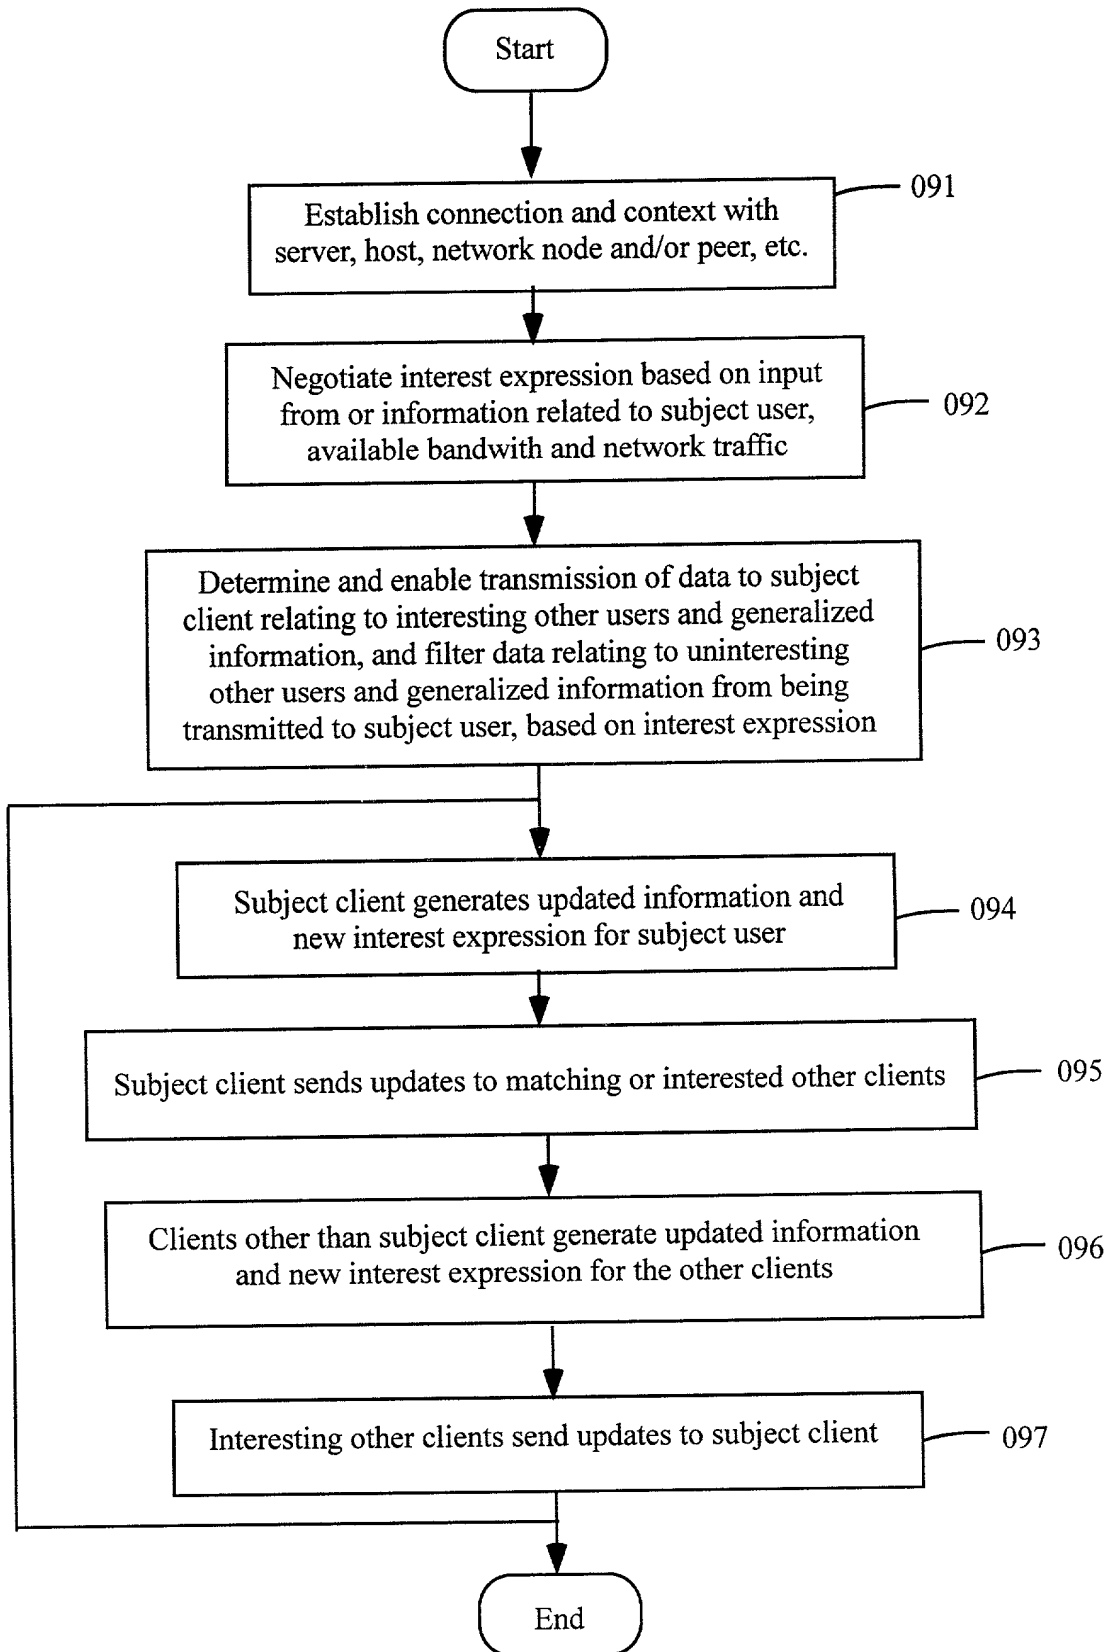 Start
Establish connection and context with
server, host, network node and/or peer, etc.
091
Negotiate interest expression based on input
from or information related to subject user,
available bandwith and network traffic
092
Determine and enable transmission of data to subject
client relating to interesting other users and generalized
information, and filter data relating to uninteresting
other users and generalized information from being
transmitted to subject user, based on interest expression
093
Subject client generates updated information and
new interest expression for subject user
094
Subject client sends updates to matching or interested other clients
095
Clients other than subject client generate updated information
and new interest expression for the other clients
096
Interesting other clients send updates to subject client
097
End